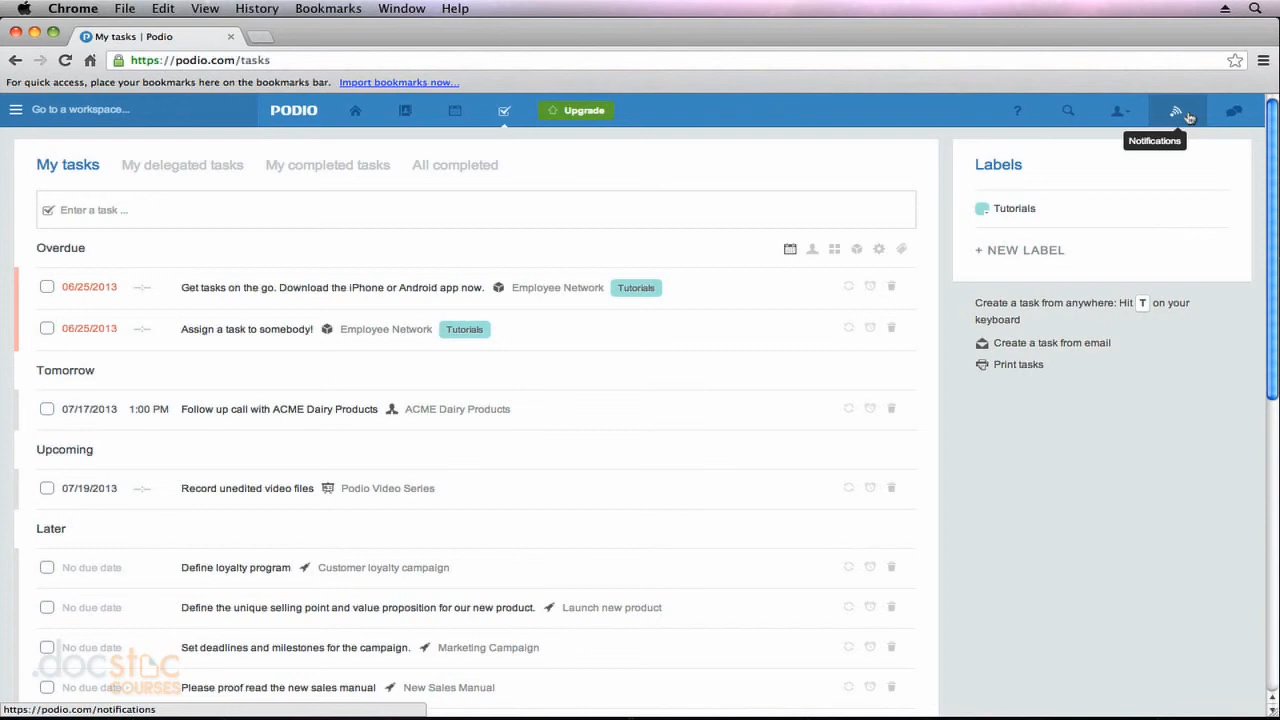 Chrome File Edit View History Bookmarks Window Help
My tasks | Podio
https://podio.com/tasks
For quick access, place your bookmarks here on the bookmarks bar. Import bookmarks now...
Go to a workspace... PODIO Upgrade ?
Notifications
My tasks My delegated tasks My completed tasks All completed
Enter a task ...
Overdue
06/25/2013 --:-- Get tasks on the go. Download the iPhone or Android app now. Employee Network Tutorials
06/25/2013 --:-- Assign a task to somebody! Employee Network Tutorials
Tomorrow
07/17/2013 1:00 PM Follow up call with ACME Dairy Products ACME Dairy Products
Upcoming
07/19/2013 --:-- Record unedited video files Podio Video Series
Later
No due date Define loyalty program Customer loyalty campaign
No due date Define the unique selling point and value proposition for our new product. Launch new product
No due date Set deadlines and milestones for the campaign. Marketing Campaign
No due date Please proof read the new sales manual New Sales Manual
Labels
Tutorials
+ NEW LABEL
Create a task from anywhere: Hit T on your
keyboard
Create a task from email
Print tasks
.docstoc
COURSES
https://podio.com/notifications